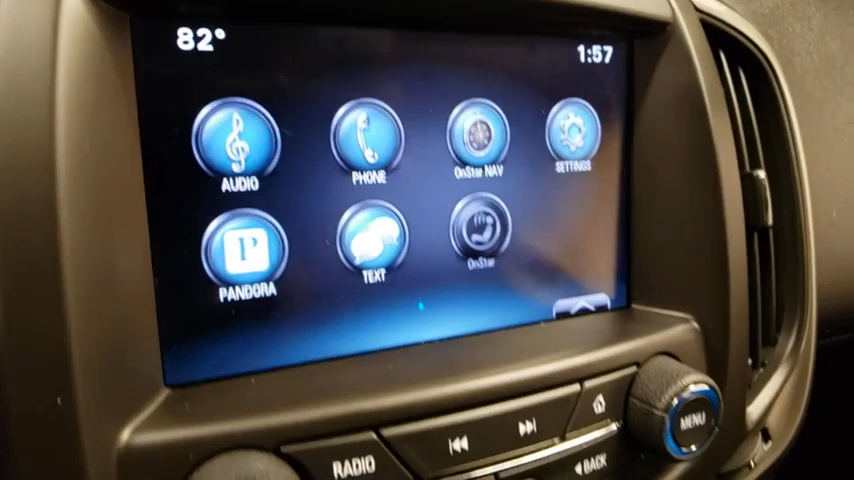 82°
1:57
AUDIO
PHONE
OnStar NAV
SETTINGS
P
PANDORA
TEXT
OnStar
RADIO
BACK
MENU